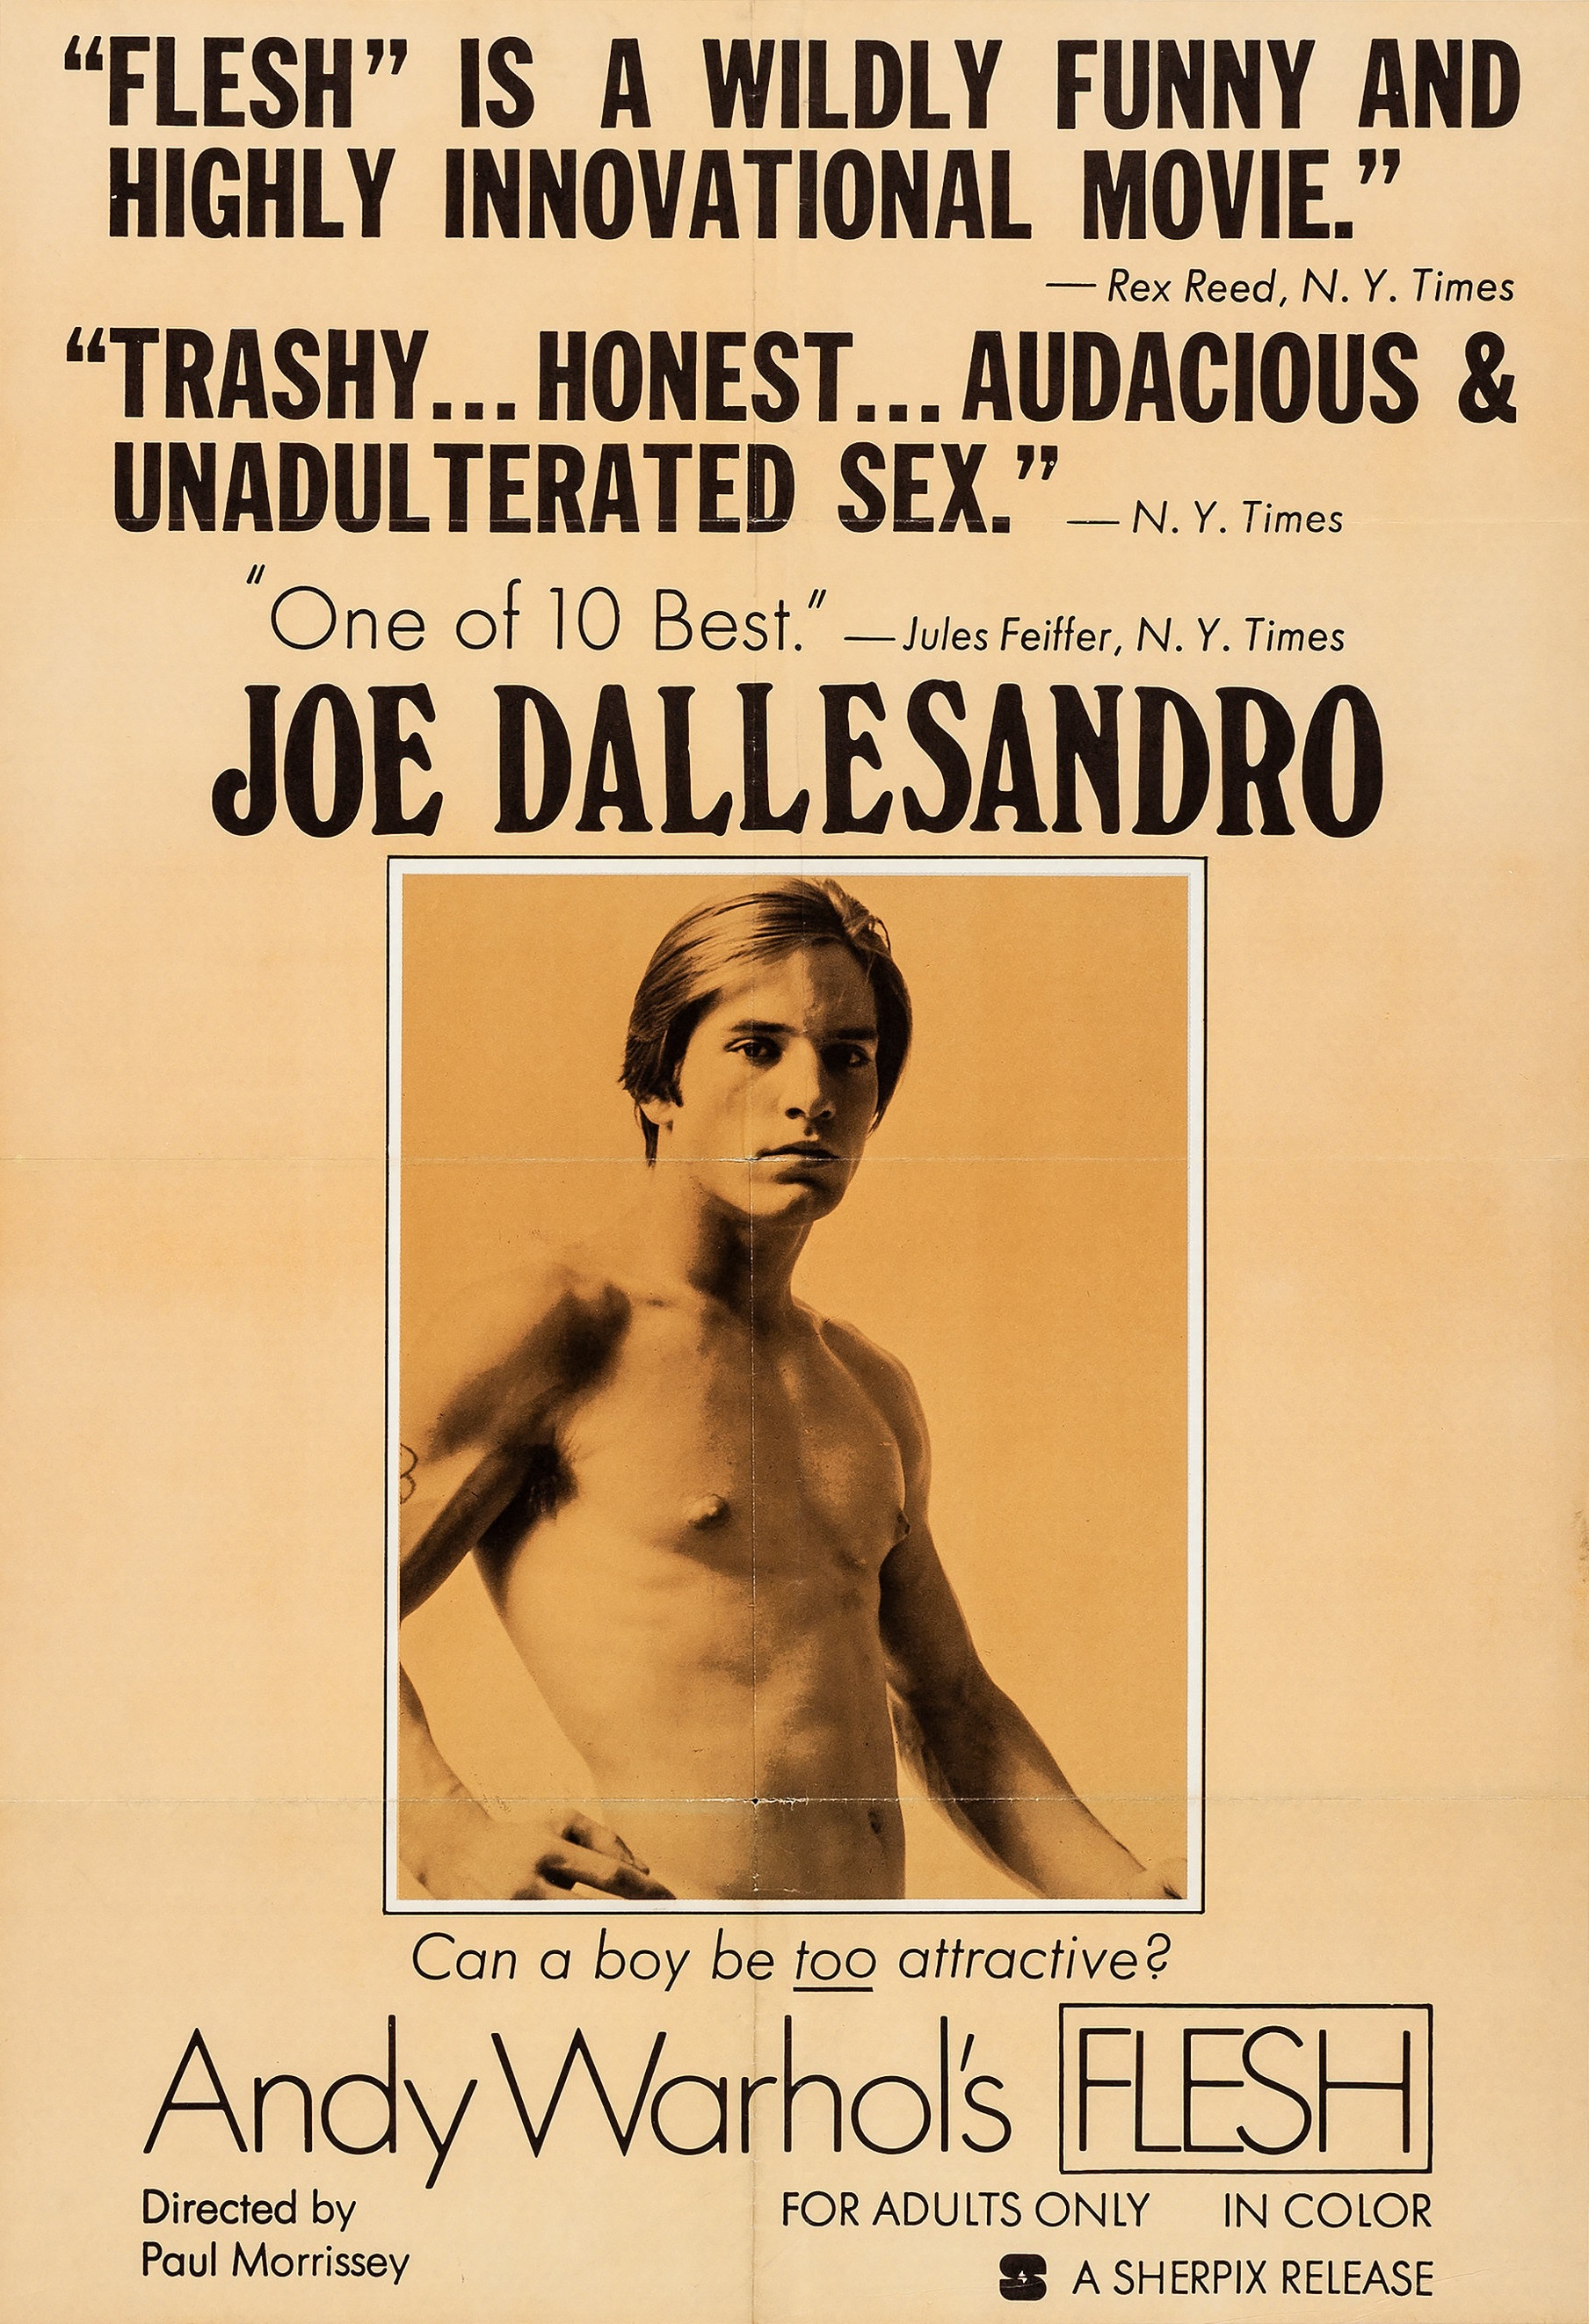 “FLESH” IS A WILDLY FUNNY AND
HIGHLY INNOVATIONAL MOVIE.”
— Rex Reed, N. Y. Times
“TRASHY... HONEST... AUDACIOUS &
UNADULTERATED SEX.” — N. Y. Times
"One of 10 Best." — Jules Feiffer, N. Y. Times
JOE DALLESANDRO
Can a boy be too attractive?
Andy Warhol's FLESH
Directed by
Paul Morrissey
FOR ADULTS ONLY IN COLOR
S A SHERPIX RELEASE